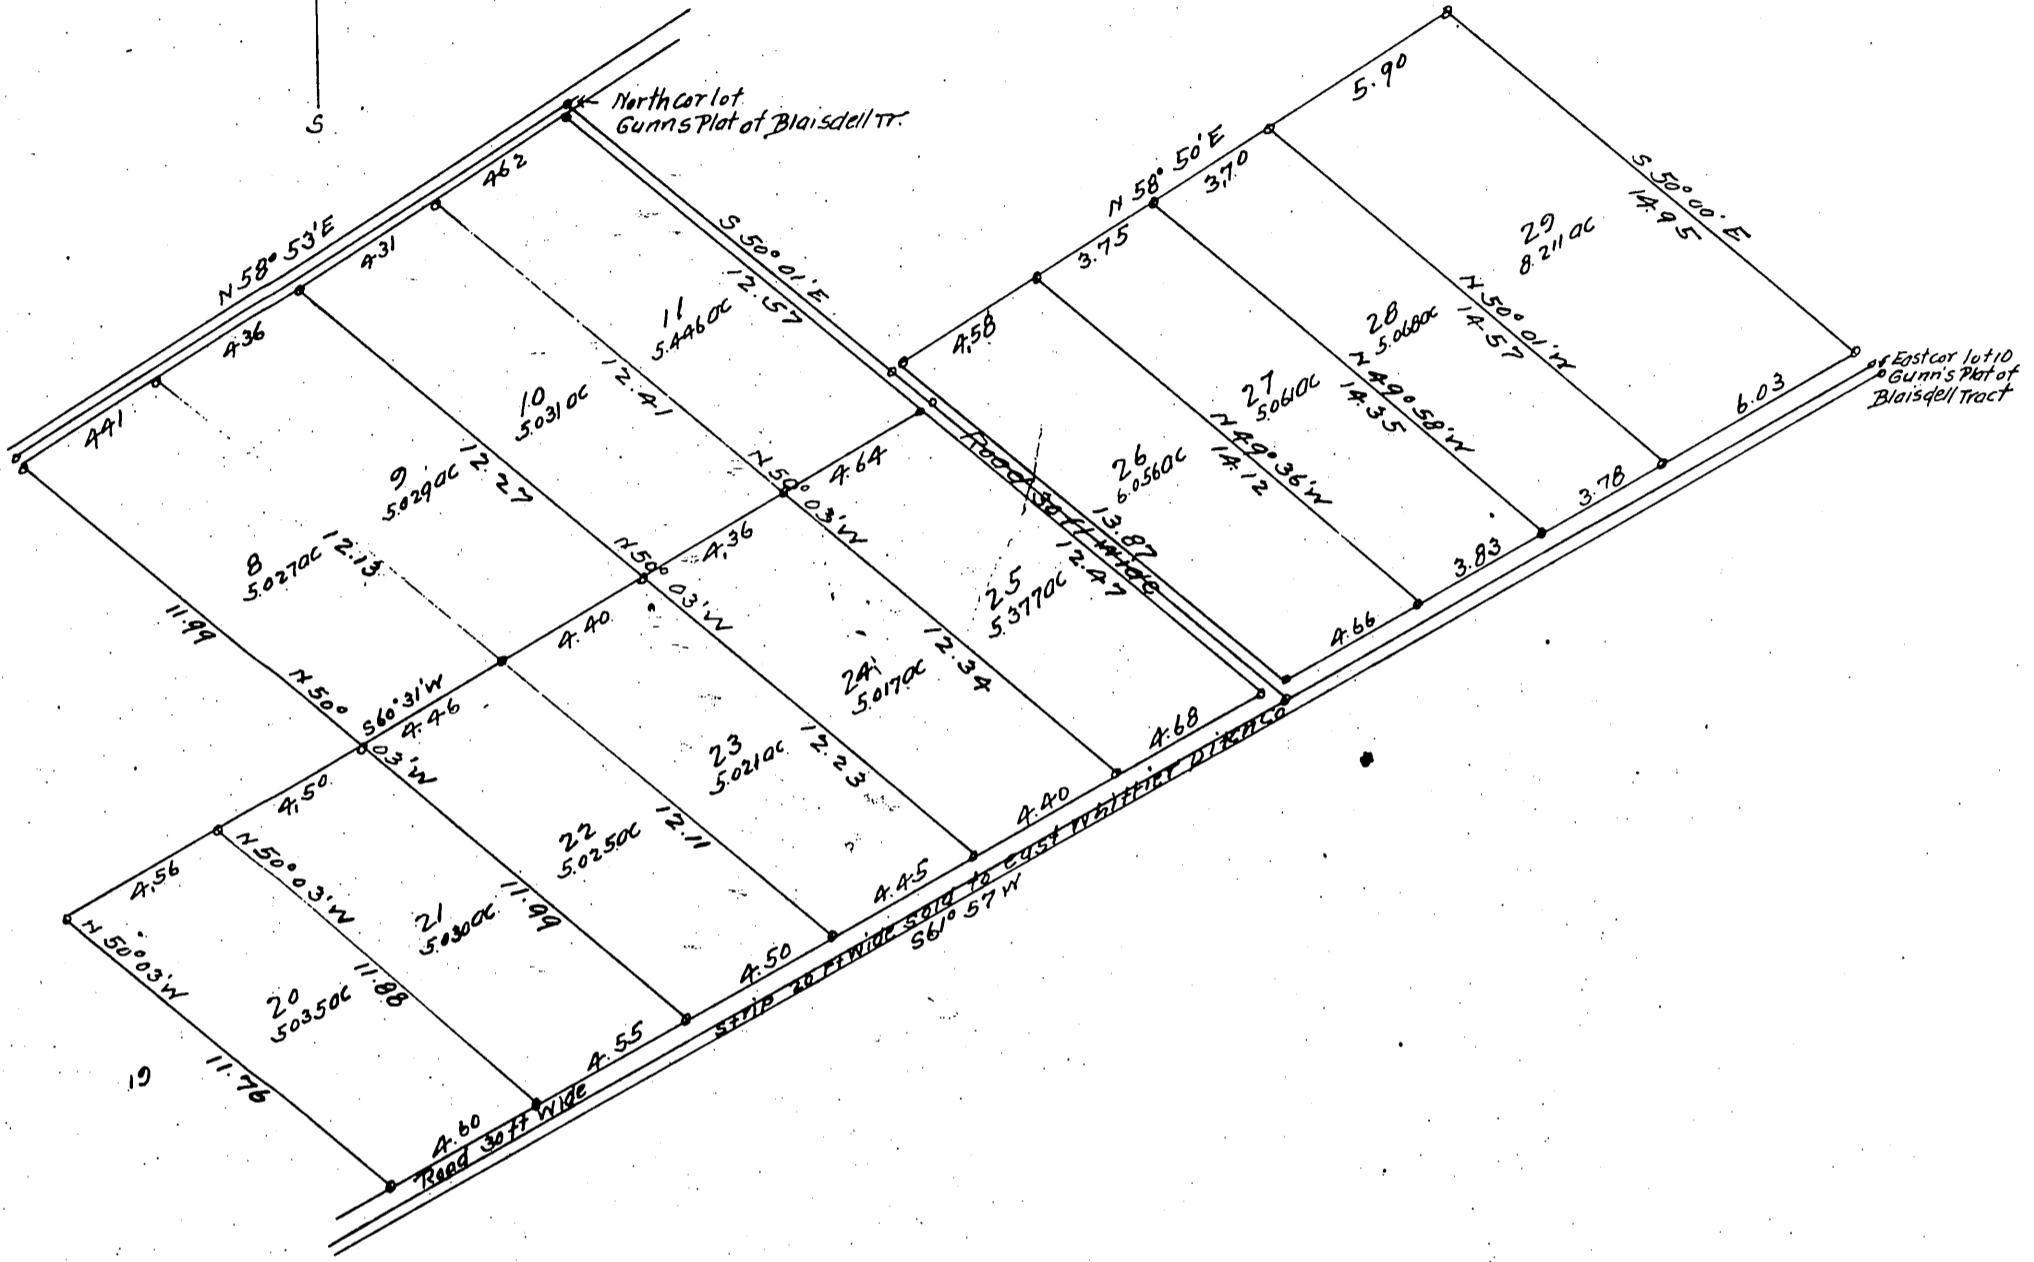 S
North cor lot
Gunns Plat of Blaisdell Tr.
N 58° 53' E
441
436
431
462
S 50° 01' E
12.57
11
5.446 ac
12.41
10
5.031 ac
12.27
9
5.029 ac
12.13
8
5.027 ac
11.99
N 50° 03' W
N 50° 03' W
N 50° 03' W
S 60° 31' W
4.56
4.50
4.46
4.40
4.36
4.64
N 58° 50' E
4.58
3.75
3.70
5.90
S 50° 00' E
14.95
29
8.211 ac
N 50° 01' W
14.57
28
5.068 ac
N 49° 58' W
14.35
27
5.061 ac
N 49° 36' W
14.12
26
6.056 ac
13.87
Road 30 ft wide
12.47
25
5.377 ac
12.34
24
5.017 ac
12.23
23
5.021 ac
12.11
22
5.025 ac
11.99
21
5.030 ac
N 50° 03' W
11.88
20
5.035 ac
N 50° 03' W
11.76
19
East cor lot 10
Gunn's Plat of
Blaisdell Tract
6.03
3.78
3.83
4.66
4.68
4.40
4.45
4.50
4.55
4.60
Road 30 ft wide
Strip 20 ft wide sold to East Whittier Ditch Co
S 61° 57 W